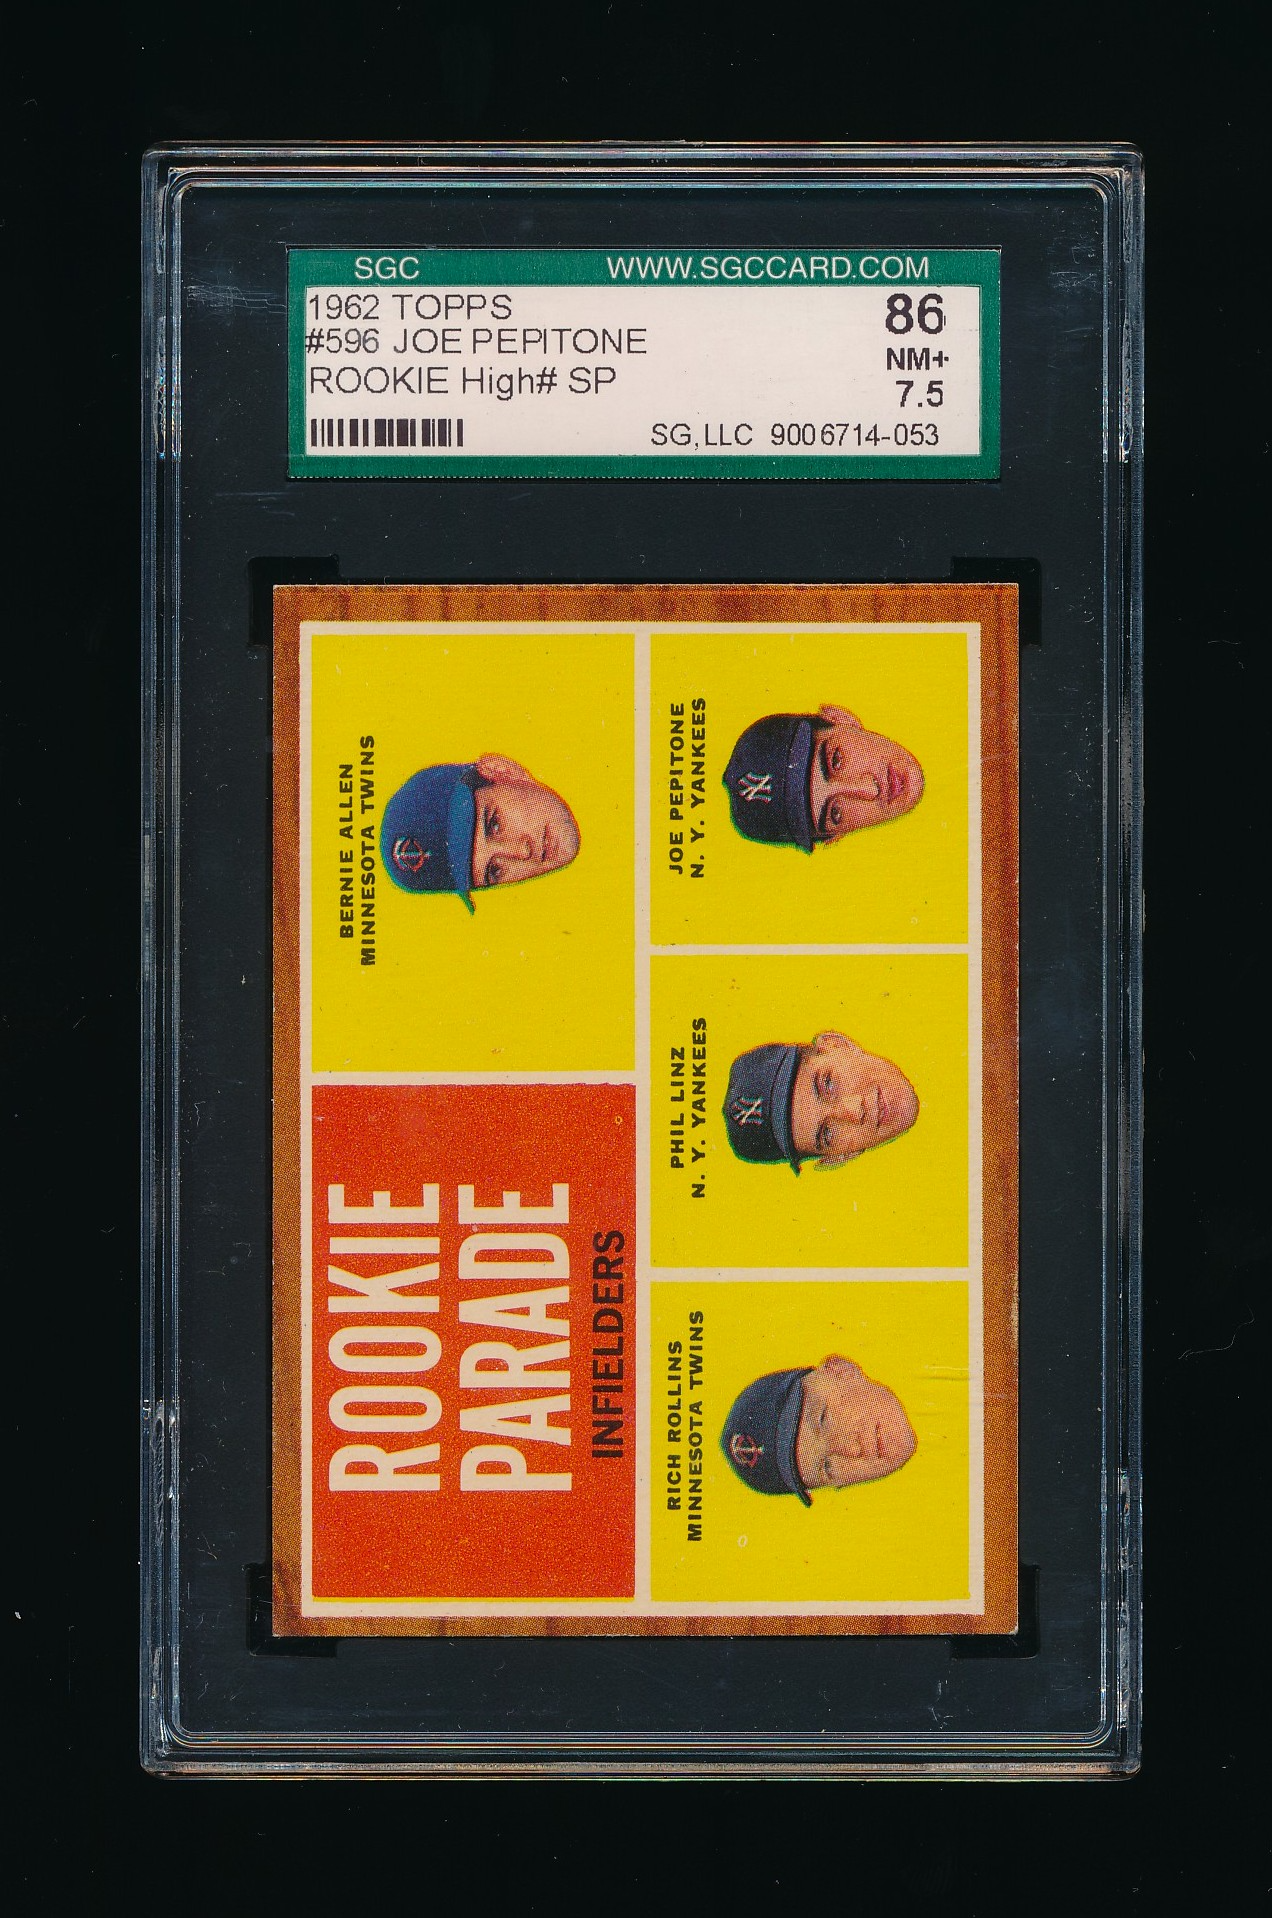 SGC WWW.SGCCARD.COM
1962 TOPPS 86
#596 JOE PEPITONE NM+
ROOKIE High# SP 7.5
SG,LLC 9006714-053
ROOKIE
PARADE
INFIELDERS
BERNIE ALLEN
MINNESOTA TWINS
RICH ROLLINS
MINNESOTA TWINS
PHIL LINZ
N. Y. YANKEES
JOE PEPITONE
N. Y. YANKEES